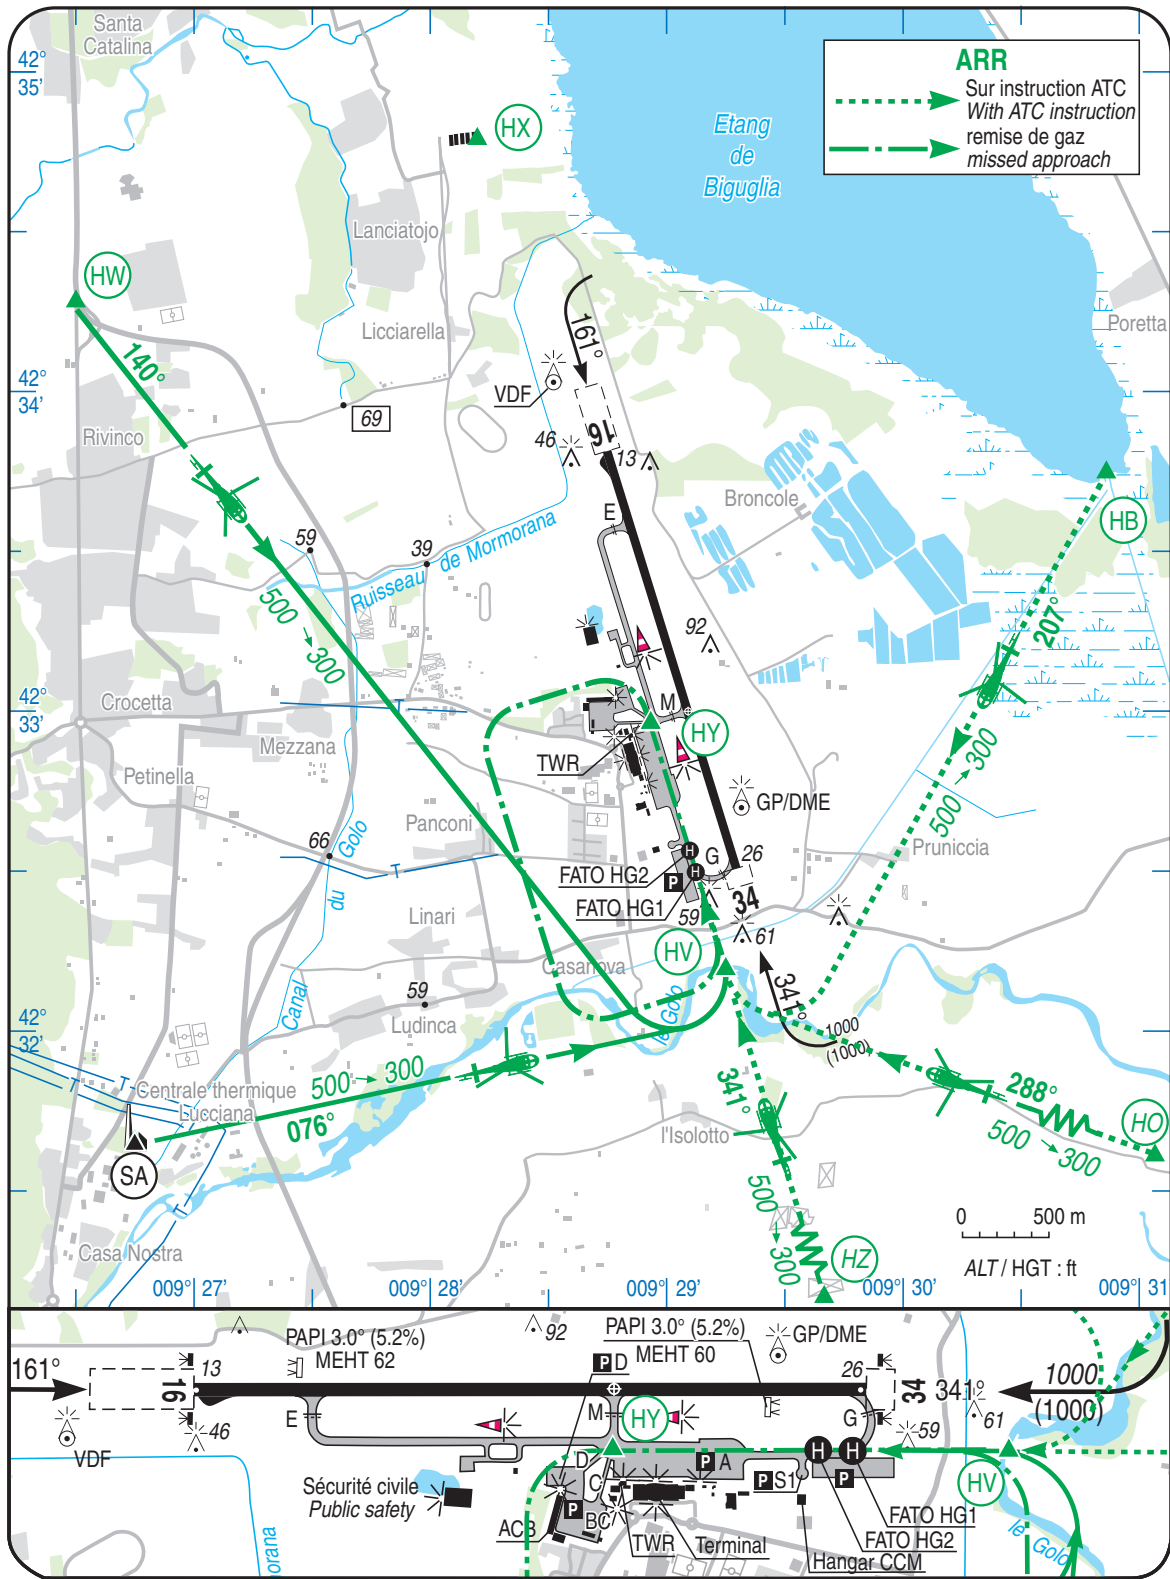 Santa
Catalina
42°
35'
HX
ARR
Sur instruction ATC
With ATC instruction
remise de gaz
missed approach
Etang
de
Biguglia
Lanciatojo
HW
Licciarella
161°
Poretta
140°
VDF
42°
34'
69
Rivinco
46
16
13
Broncole
HB
E
59
39
Ruisseau de Mormorana
500 → 300
92
207°
Crocetta
42°
33'
M
HY
Mezzana
TWR
Petinella
GP/DME
500 → 300
Panconi
66
Golo
du
Canal
G
26
Pruniccia
FATO HG2
P
FATO HG1
34
59
61
Linari
HV
Casanova
341°
59
Ludinca
le Golo
42°
32'
1000
(1000)
500 → 300
076°
Centrale thermique
Lucciana
T
T
T
T
T
H
H
SA
341°
l'Isolotto
288°
HO
500 → 300
500 → 300
HZ
0 500 m
ALT / HGT : ft
Casa Nostra
009° 27'
009° 28'
009° 29'
009° 30'
009° 31
161°
13
PAPI 3.0° (5.2%)
MEHT 62
92
PAPI 3.0° (5.2%)
MEHT 60
P D
GP/DME
26
16
34
341°
1000
(1000)
61
E
M
HY
G
59
46
VDF
D
P A
H
H
C
P S1
P
HV
Sécurité civile
Public safety
P
ACB
BC
TWR
Terminal
FATO HG1
FATO HG2
Hangar CCM
le Golo
morana